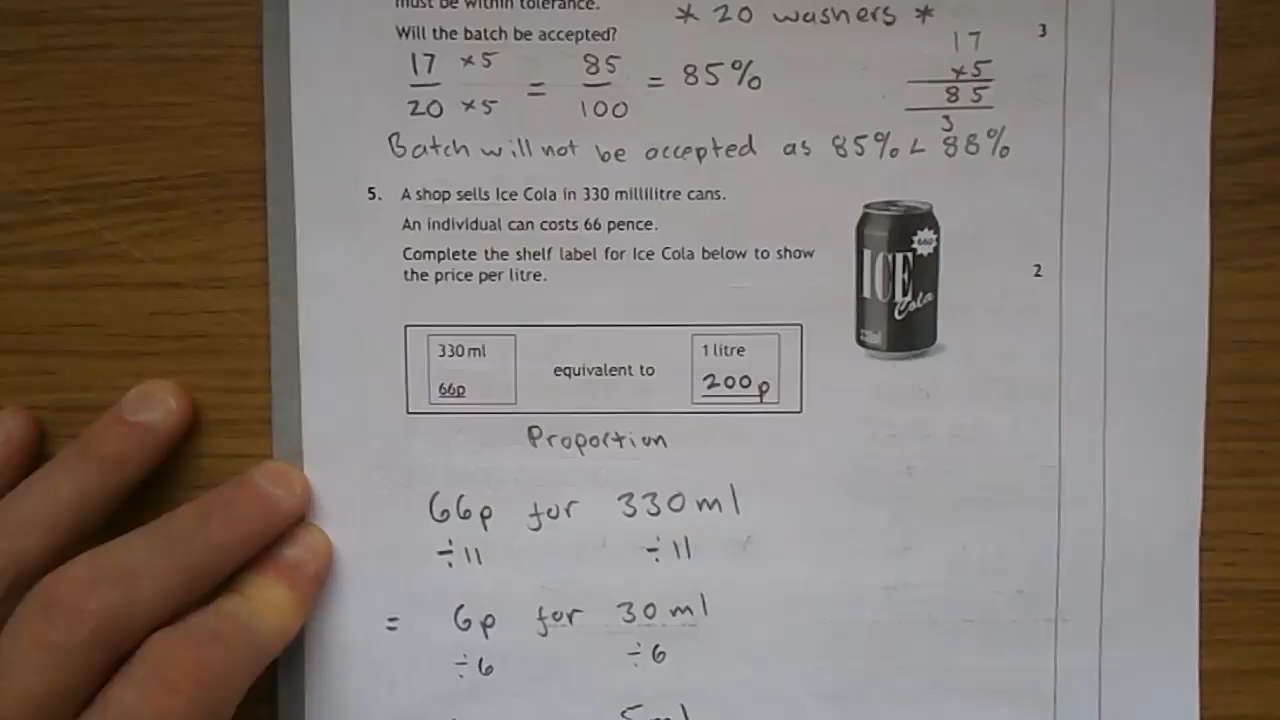 must be within tolerance.
* 20 washers *
Will the batch be accepted?
3
17 ×5 = 85 = 85%
20 ×5 100
17
×5
85
3
Batch will not be accepted as 85% < 88%
5. A shop sells Ice Cola in 330 millilitre cans.
An individual can costs 66 pence.
Complete the shelf label for Ice Cola below to show
the price per litre.
2
ICE
Cola
330 ml
66p
equivalent to
1 litre
200p
Proportion
66p for 330ml
÷11 ÷11
= 6p for 30ml
÷6 ÷6
5ml